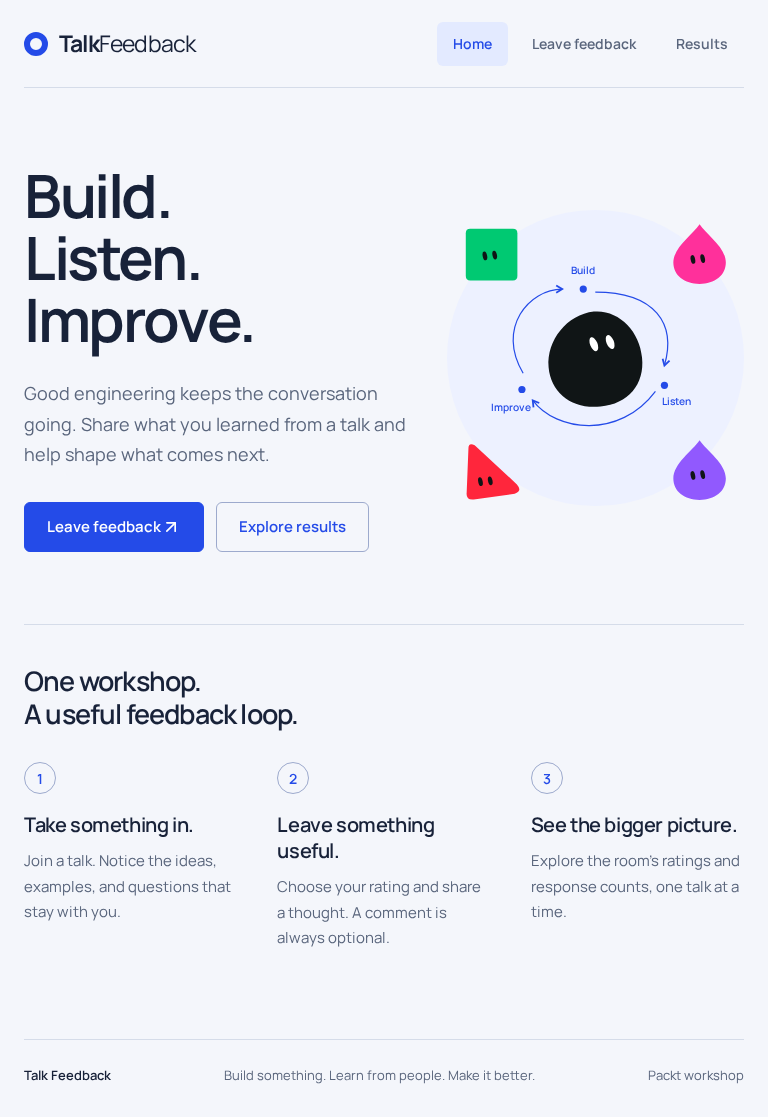 TalkFeedback
Home
Leave feedback
Results
Build.
Listen.
Improve.
Good engineering keeps the conversation
going. Share what you learned from a talk and
help shape what comes next.
Leave feedback
Explore results
Build
Listen
Improve
One workshop.
A useful feedback loop.
1
Take something in.
Join a talk. Notice the ideas,
examples, and questions that
stay with you.
2
Leave something
useful.
Choose your rating and share
a thought. A comment is
always optional.
3
See the bigger picture.
Explore the room's ratings and
response counts, one talk at a
time.
Talk Feedback
Build something. Learn from people. Make it better.
Packt workshop